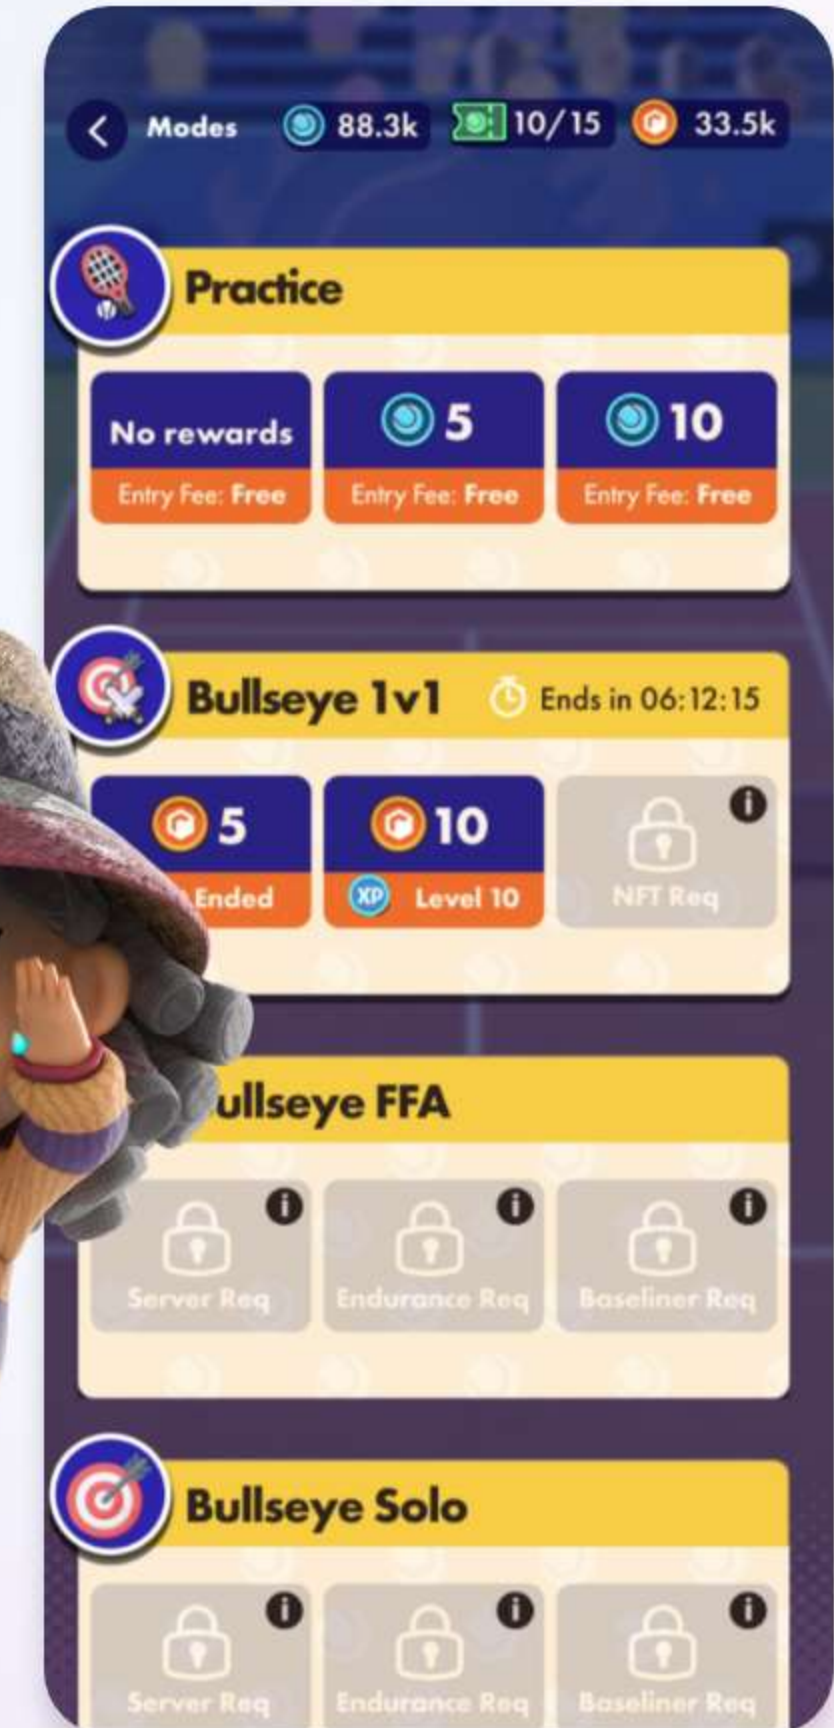 Modes 88.3k 10/15 33.5k
Practice
No rewards 5 10
Entry Fee: Free Entry Fee: Free Entry Fee: Free
Bullseye 1v1 Ends in 06:12:15
5 10
Ended XP Level 10 NFT Req
ullseye FFA
Server Req Endurance Req Baseliner Req
Bullseye Solo
Server Req Endurance Req Baseliner Req